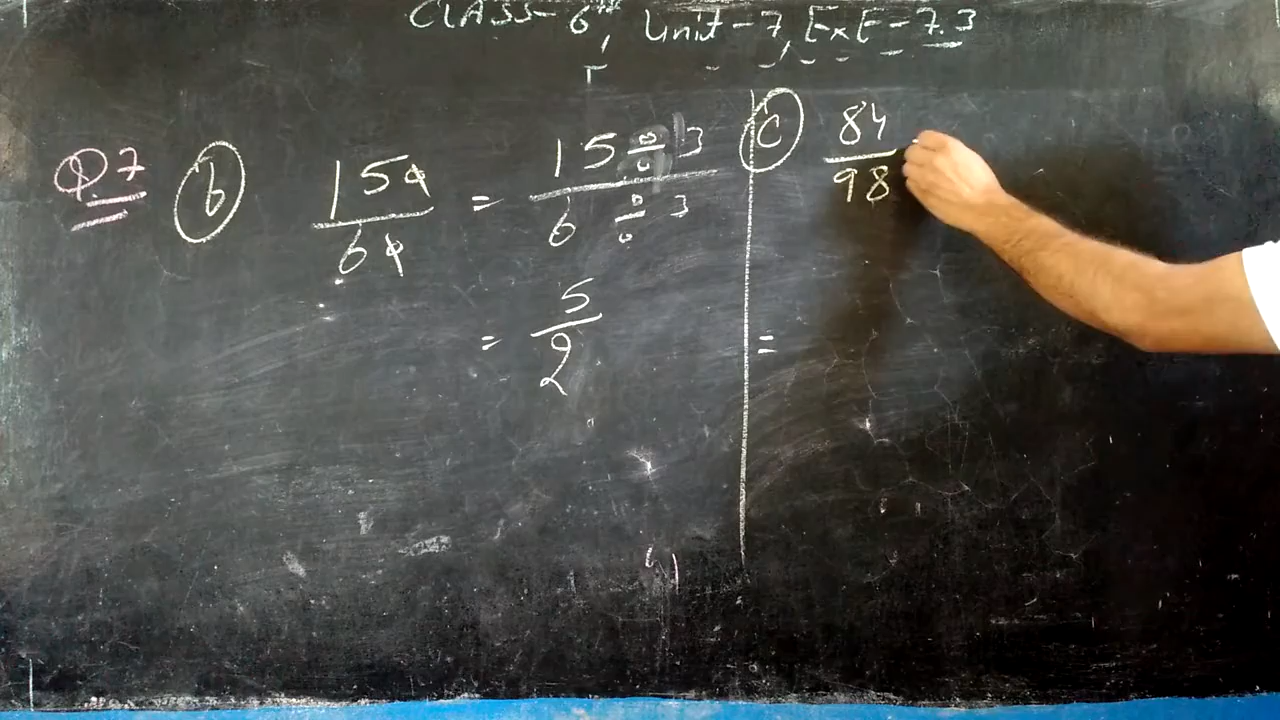 CLASS- 6th, Unit-7, ExE-7.3
Q7 b 150/60 = 15÷3/6÷3
= 5/2
c 84/98
=